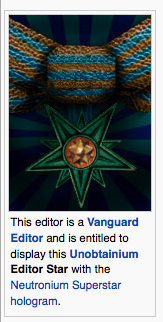 This editor is a Vanguard
Editor and is entitled to
display this Unobtainium
Editor Star with the
Neutronium Superstar
hologram.